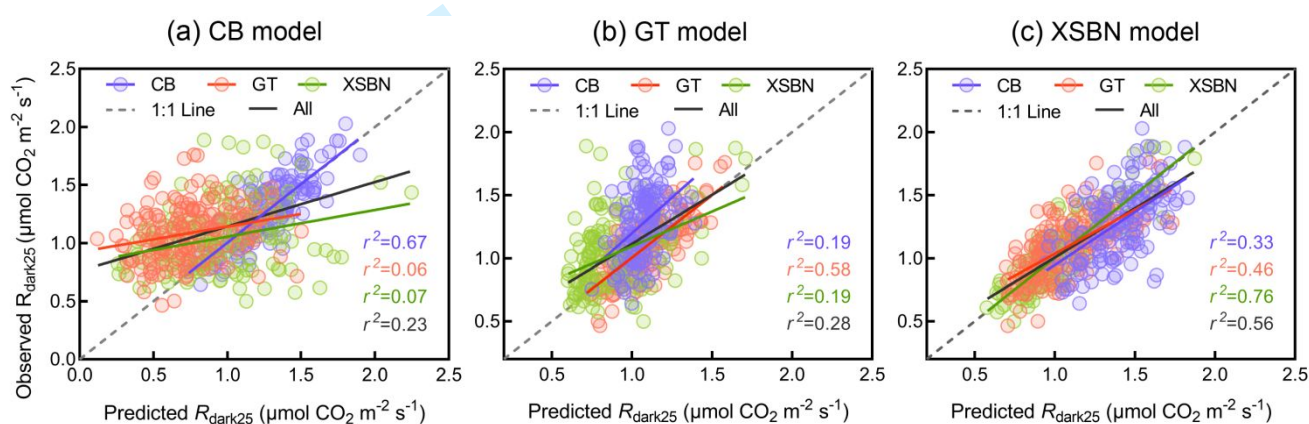 (a) CB model
(b) GT model
(c) XSBN model
Observed R_dark25 (μmol CO₂ m⁻² s⁻¹)
2.5
2.0
1.5
1.0
0.5
0.0
CB GT XSBN
1:1 Line All
r²=0.67
r²=0.06
r²=0.07
r²=0.23
0.0 0.5 1.0 1.5 2.0 2.5
Predicted R_dark25 (μmol CO₂ m⁻² s⁻¹)
2.5
2.0
1.5
1.0
0.5
CB GT XSBN
1:1 Line All
r²=0.19
r²=0.58
r²=0.19
r²=0.28
0.5 1.0 1.5 2.0 2.5
Predicted R_dark25 (μmol CO₂ m⁻² s⁻¹)
2.5
2.0
1.5
1.0
0.5
CB GT XSBN
1:1 Line All
r²=0.33
r²=0.46
r²=0.76
r²=0.56
0.5 1.0 1.5 2.0 2.5
Predicted R_dark25 (μmol CO₂ m⁻² s⁻¹)